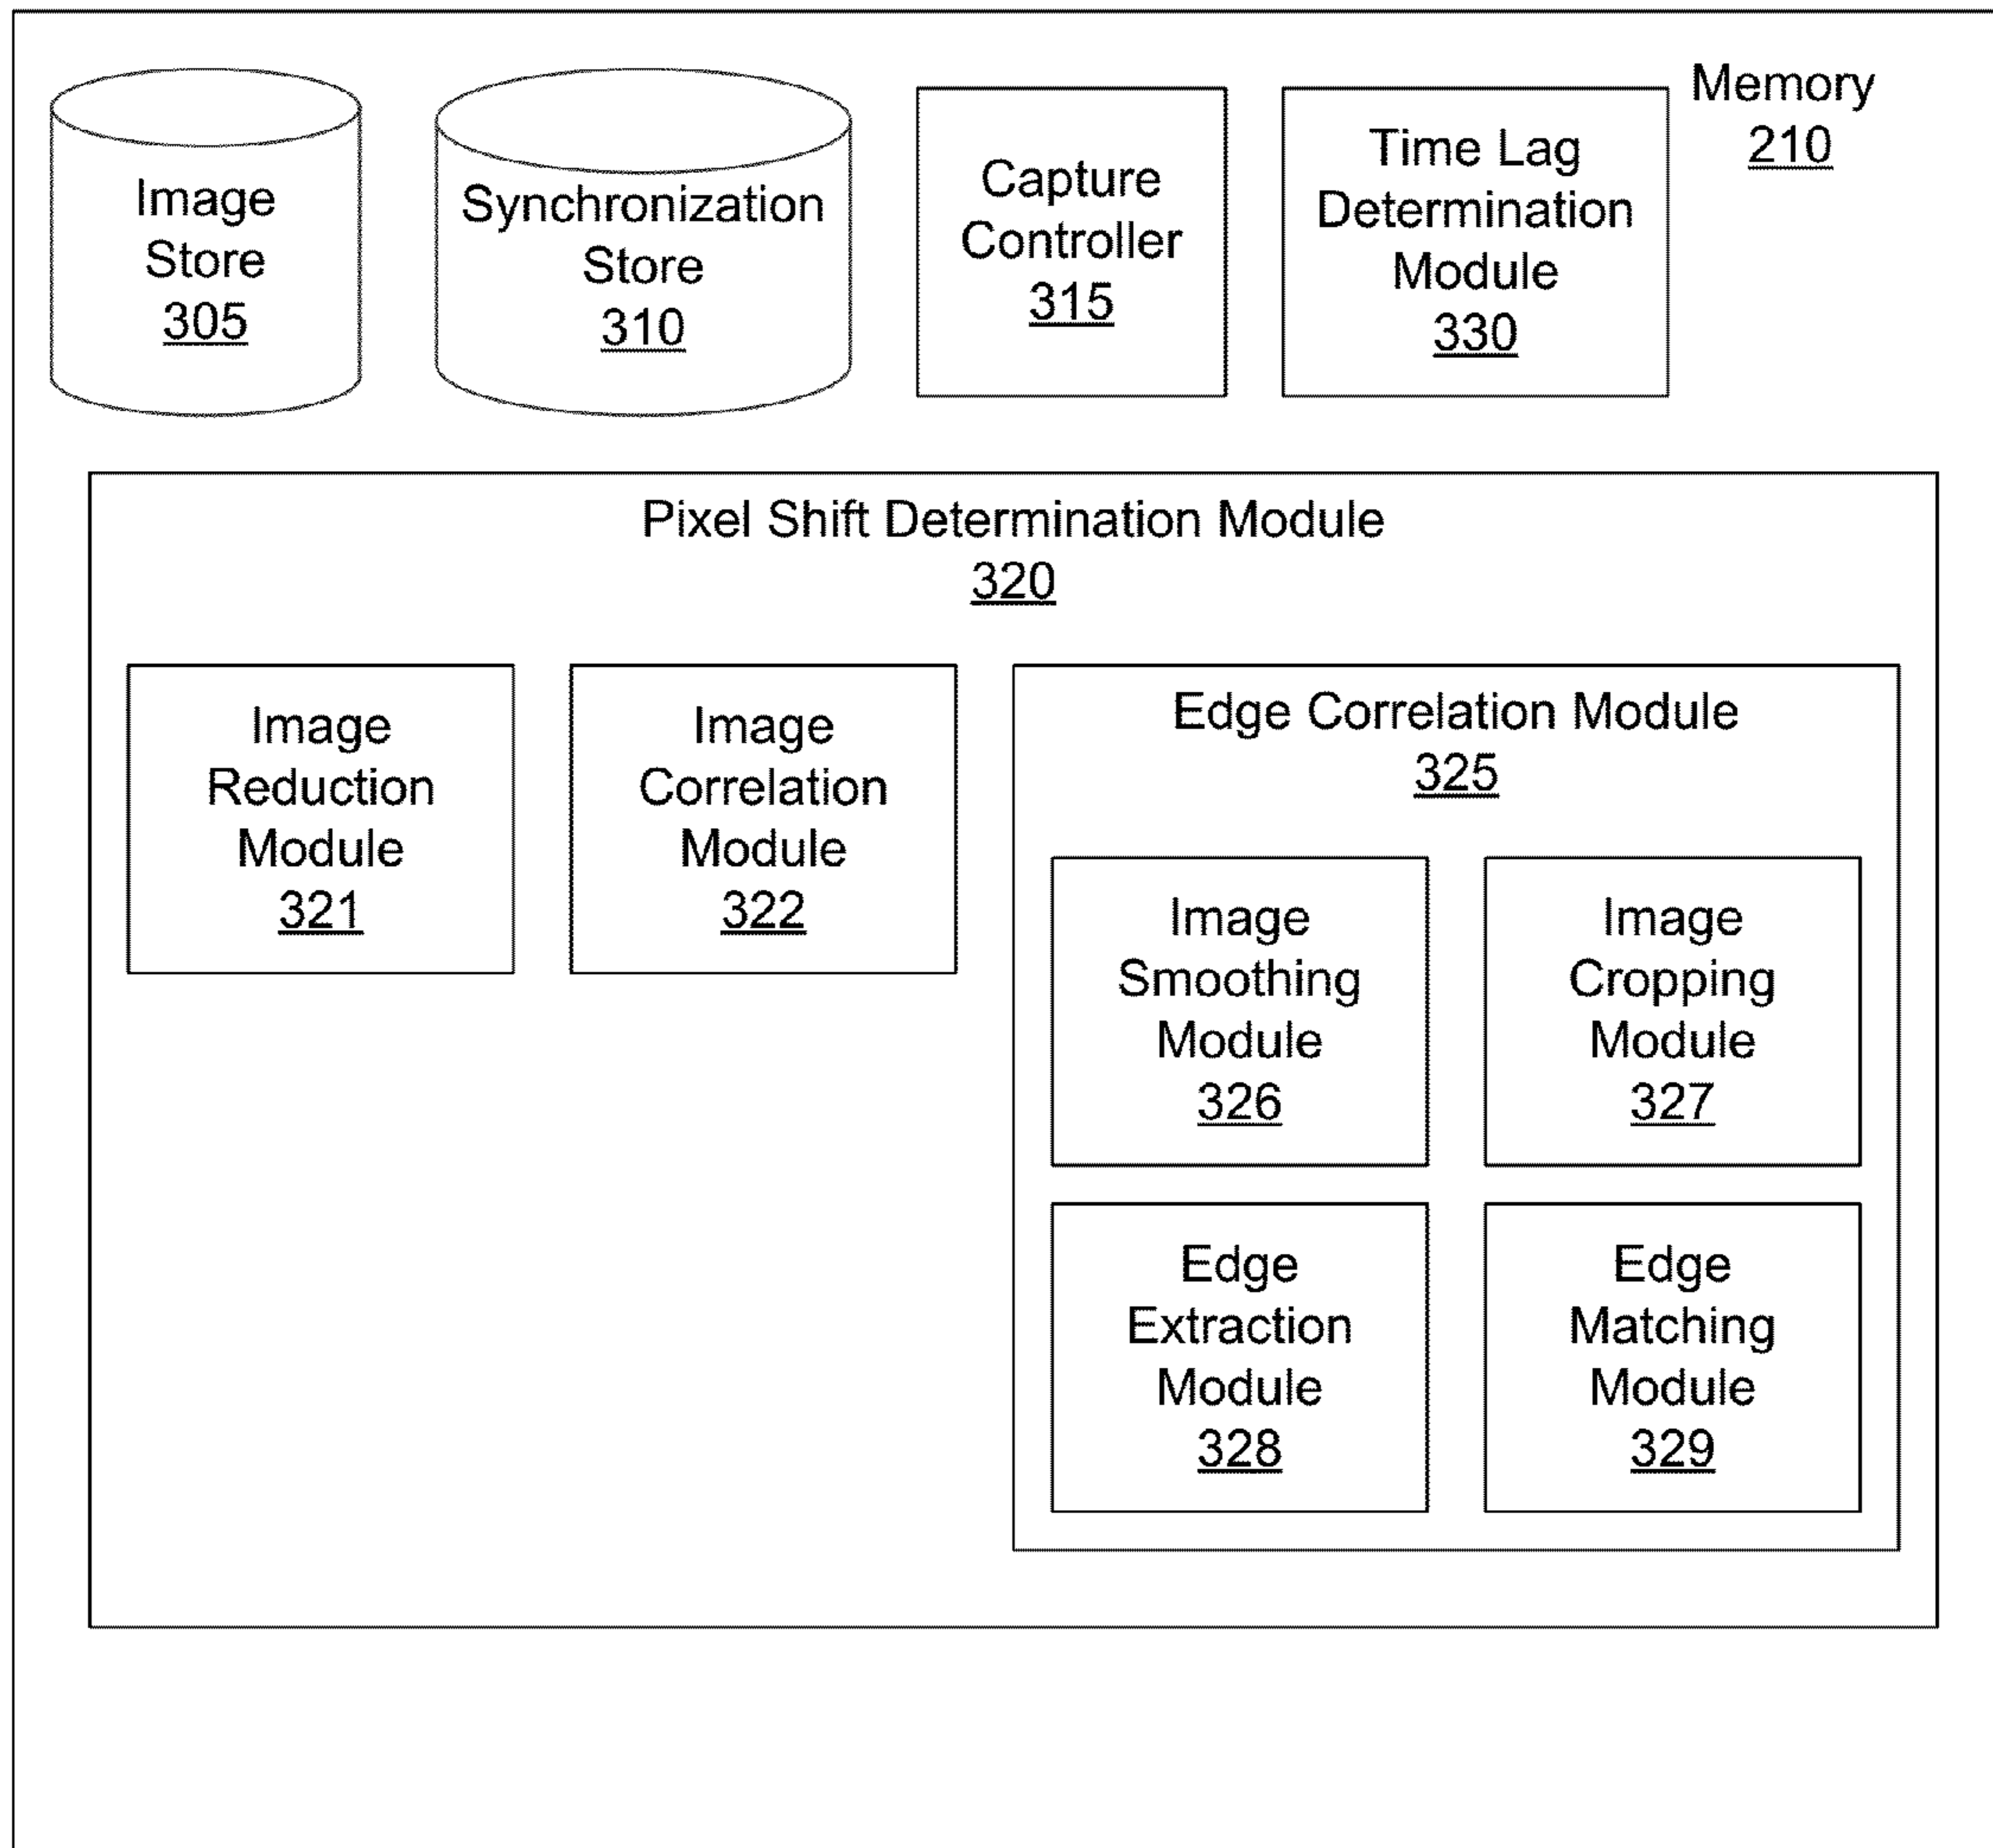 Memory
210
Image
Store
305
Synchronization
Store
310
Capture
Controller
315
Time Lag
Determination
Module
330
Pixel Shift Determination Module
320
Image
Reduction
Module
321
Image
Correlation
Module
322
Edge Correlation Module
325
Image
Smoothing
Module
326
Image
Cropping
Module
327
Edge
Extraction
Module
328
Edge
Matching
Module
329